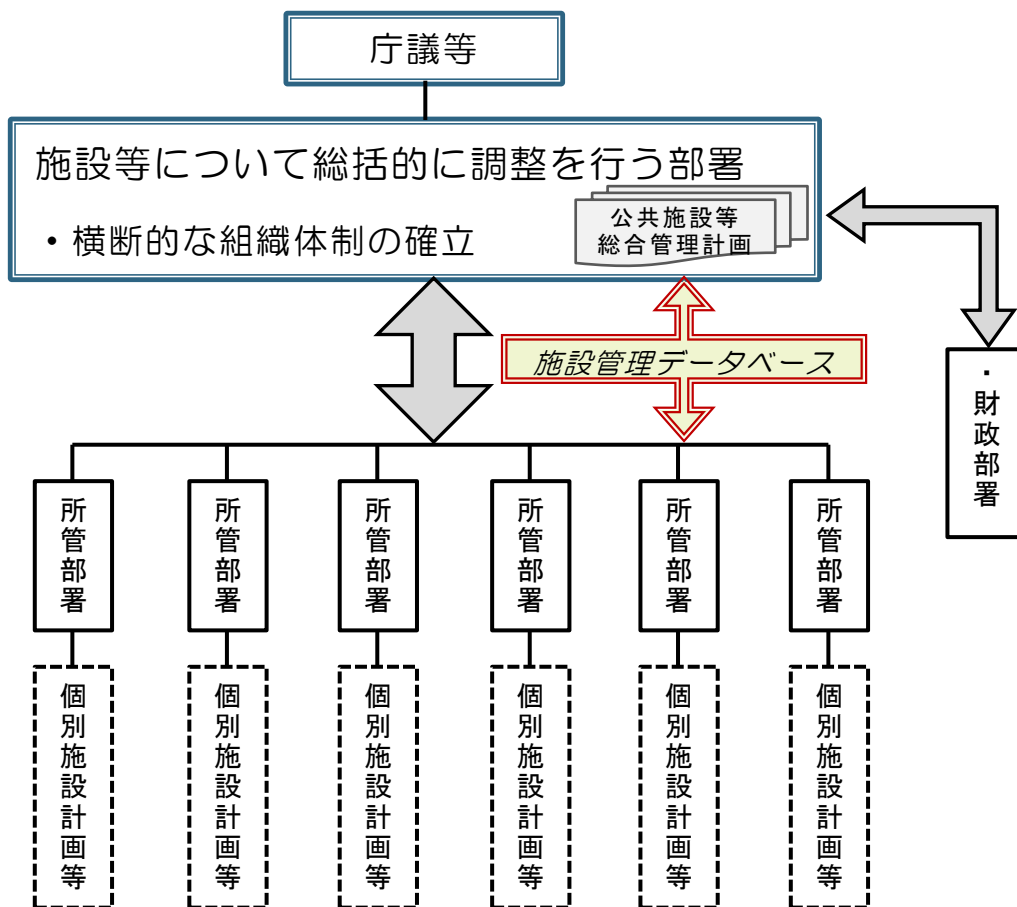 庁議等
施設等について総括的に調整を行う部署
・横断的な組織体制の確立
公共施設等
総合管理計画
施設管理データベース
・財政部署
所管部署
所管部署
所管部署
所管部署
所管部署
所管部署
個別施設計画等
個別施設計画等
個別施設計画等
個別施設計画等
個別施設計画等
個別施設計画等